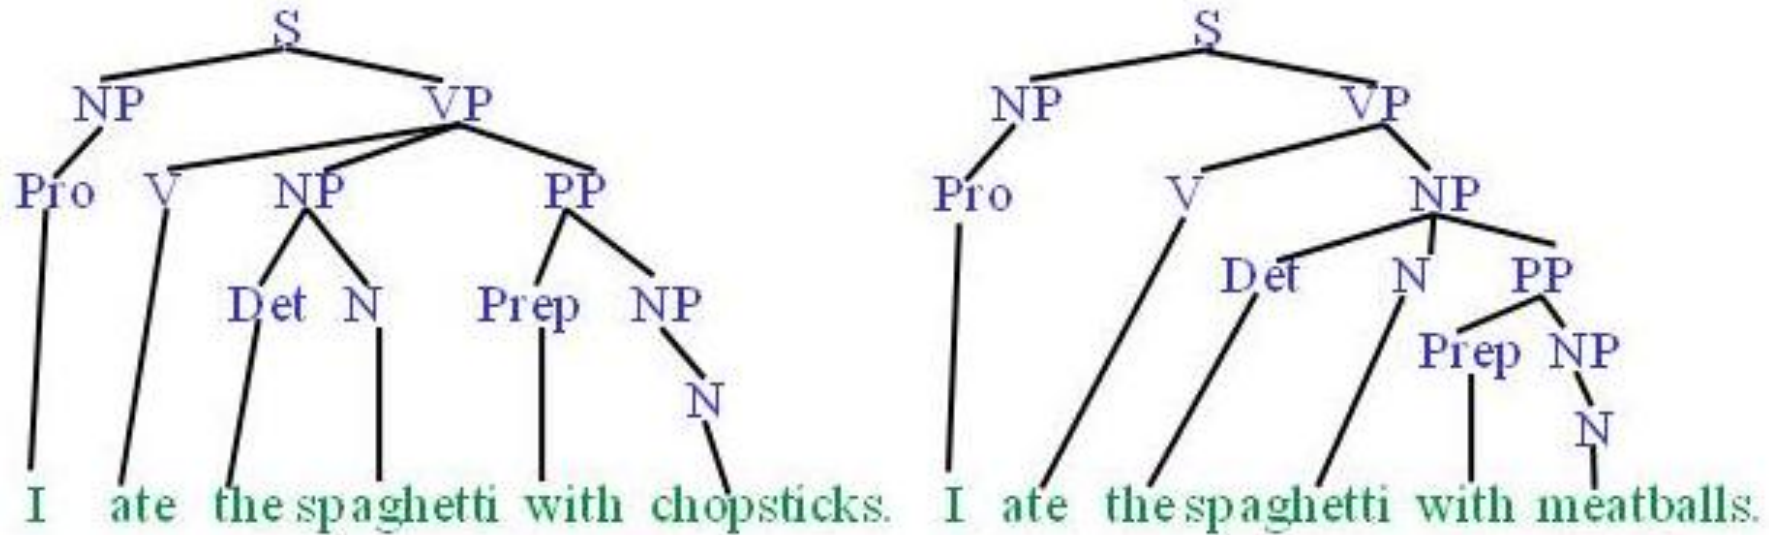 S S
NP VP NP VP
Pro V NP PP Pro V NP
Det N PP
Det N Prep NP
Prep NP
N
N
I ate the spaghetti with chopsticks. I ate the spaghetti with meatballs.